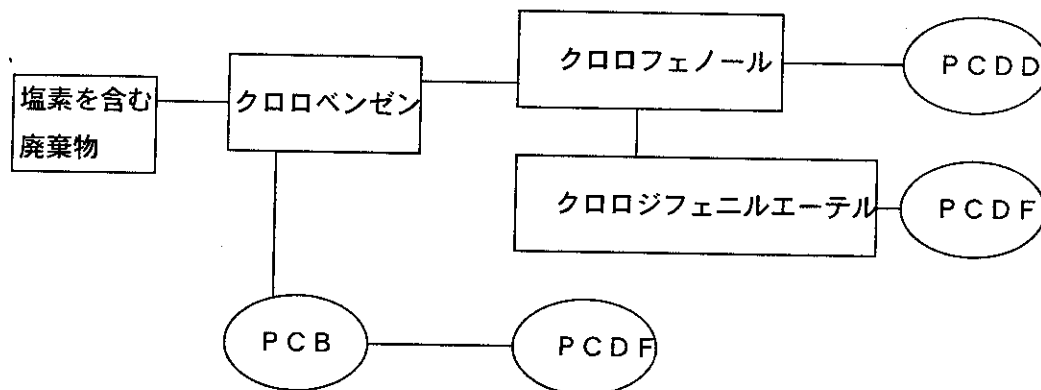 クロロフェノール
PCDD
塩素を含む
廃棄物
クロロベンゼン
クロロジフェニルエーテル
PCDF
PCB
PCDF